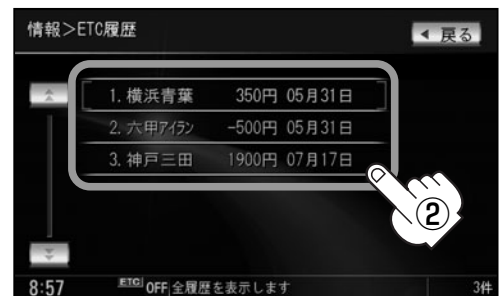 情報>ETC履歴
◀ 戻る
1. 横浜青葉 350円 05月31日
2. 六甲アイラン -500円 05月31日
3. 神戸三田 1900円 07月17日
②
8:57 ETC OFF 全履歴を表示します 3件